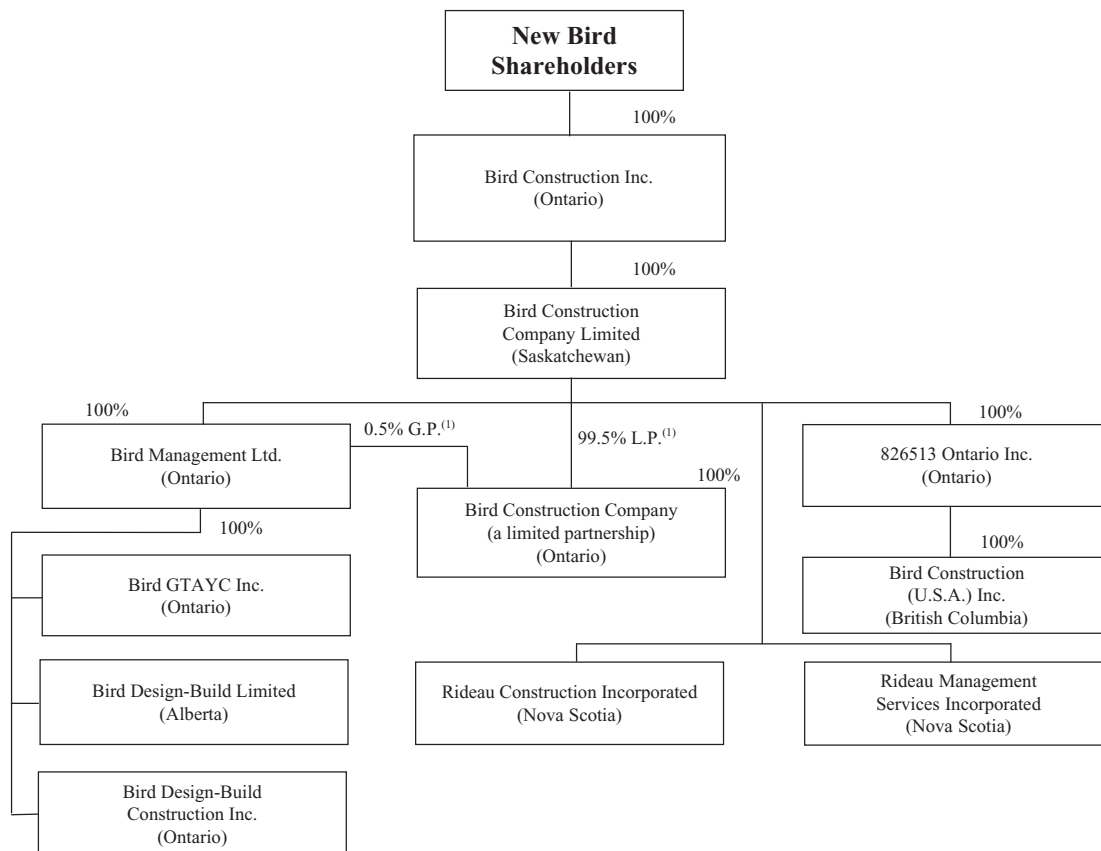 New Bird
Shareholders
100%
Bird Construction Inc.
(Ontario)
100%
Bird Construction
Company Limited
(Saskatchewan)
100%
Bird Management Ltd.
(Ontario)
0.5% G.P.(1)
99.5% L.P.(1)
100%
826513 Ontario Inc.
(Ontario)
100%
Bird Construction Company
(a limited partnership)
(Ontario)
100%
100%
Bird GTAYC Inc.
(Ontario)
Bird Construction
(U.S.A.) Inc.
(British Columbia)
Bird Design-Build Limited
(Alberta)
Rideau Construction Incorporated
(Nova Scotia)
Rideau Management
Services Incorporated
(Nova Scotia)
Bird Design-Build
Construction Inc.
(Ontario)